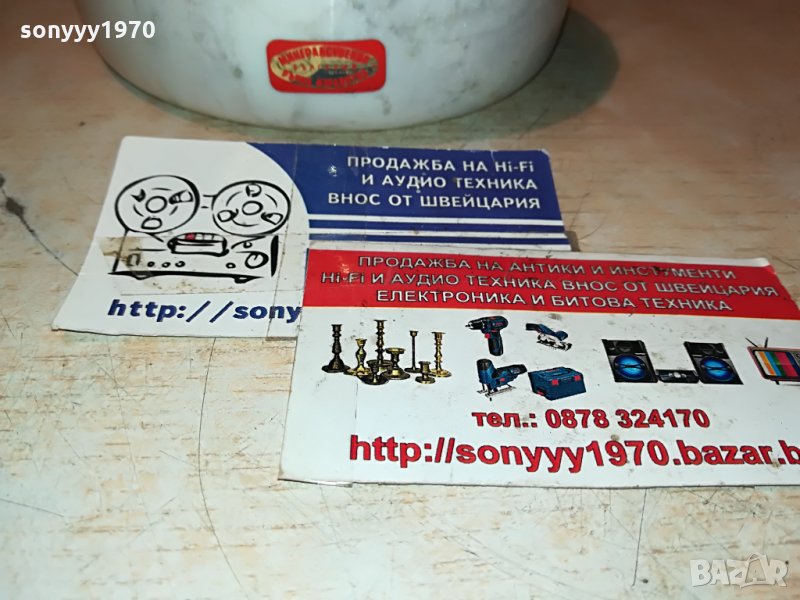 sonyyy1970
ПРОДАЖБА НА Hi-Fi
И АУДИО ТЕХНИКА
ВНОС ОТ ШВЕЙЦАРИЯ
http://sony
ПРОДАЖБА НА АНТИКИ И ИНСТРУМЕНТИ
Hi-Fi И АУДИО ТЕХНИКА ВНОС ОТ ШВЕЙЦАРИЯ,
ЕЛЕКТРОНИКА И БИТОВА ТЕХНИКА
тел.: 0878 324170
http://sonyyy1970.bazar.b
BAZAR